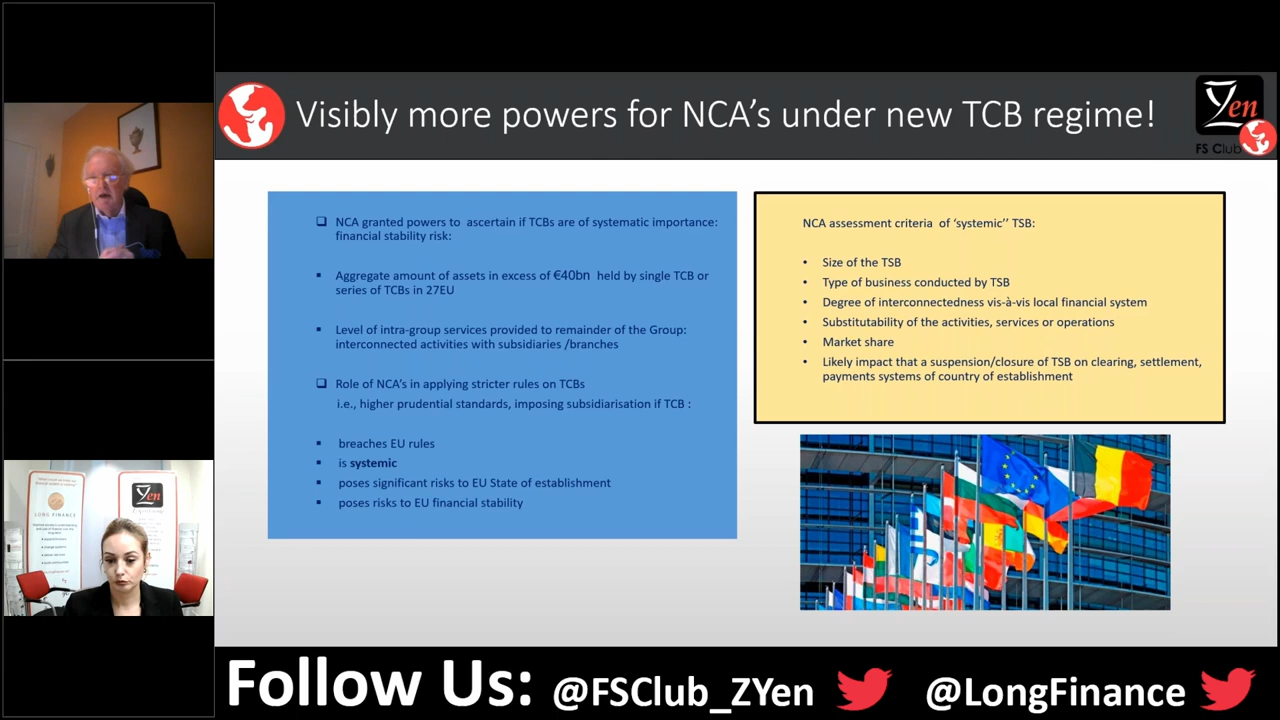 Visibly more powers for NCA's under new TCB regime!
Zen
FS Club
❑ NCA granted powers to ascertain if TCBs are of systematic importance:
financial stability risk:
▪ Aggregate amount of assets in excess of €40bn held by single TCB or
series of TCBs in 27EU
▪ Level of intra-group services provided to remainder of the Group:
interconnected activities with subsidiaries /branches
❑ Role of NCA's in applying stricter rules on TCBs
i.e., higher prudential standards, imposing subsidiarisation if TCB :
▪ breaches EU rules
▪ is systemic
▪ poses significant risks to EU State of establishment
▪ poses risks to EU financial stability
NCA assessment criteria of ‘systemic’’ TSB:
• Size of the TSB
• Type of business conducted by TSB
• Degree of interconnectedness vis-à-vis local financial system
• Substitutability of the activities, services or operations
• Market share
• Likely impact that a suspension/closure of TSB on clearing, settlement,
payments systems of country of establishment
LONG FINANCE
Zen
Follow Us: @FSClub_ZYen @LongFinance